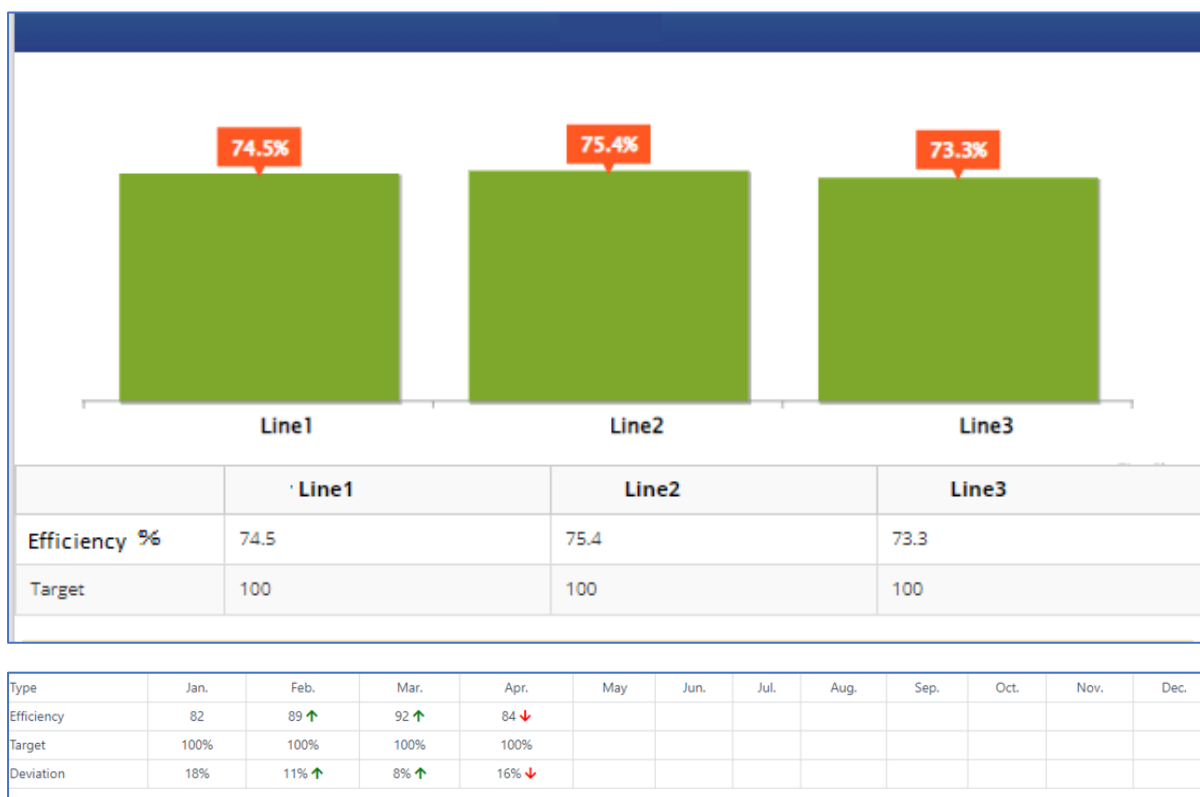 74.5% 75.4% 73.3%
Line1 Line2 Line3
Line1 Line2 Line3
Efficiency % 74.5 75.4 73.3
Target 100 100 100
Type Jan. Feb. Mar. Apr. May Jun. Jul. Aug. Sep. Oct. Nov. Dec.
Efficiency 82 89 ↑ 92 ↑ 84 ↓
Target 100% 100% 100% 100%
Deviation 18% 11% ↑ 8% ↑ 16% ↓